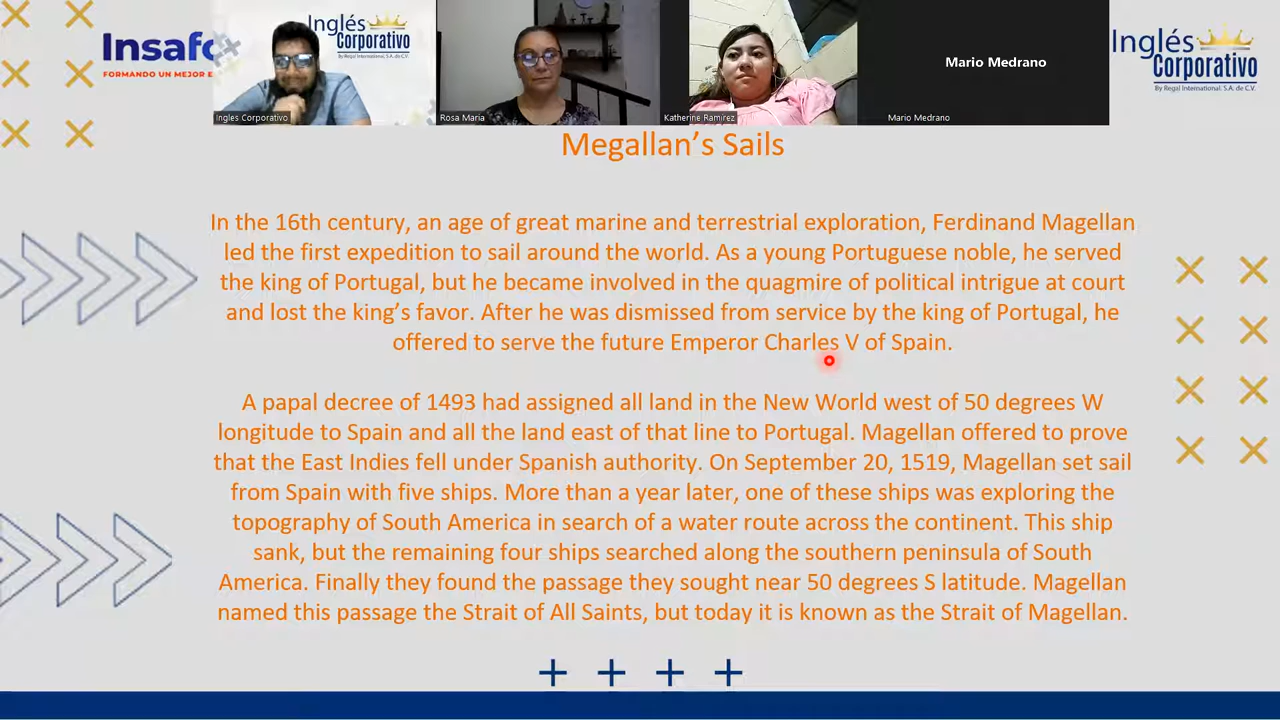 Insafo
FORMANDO UN MEJOR E
Inglés
Corporativo
By Regal International, S.A. de C.V.
Ingles Corporativo
Rosa Maria
Katherine Ramirez
Mario Medrano
Mario Medrano
Inglés
Corporativo
By Regal International, S.A. de C.V.
Megallan's Sails
In the 16th century, an age of great marine and terrestrial exploration, Ferdinand Magellan
led the first expedition to sail around the world. As a young Portuguese noble, he served
the king of Portugal, but he became involved in the quagmire of political intrigue at court
and lost the king's favor. After he was dismissed from service by the king of Portugal, he
offered to serve the future Emperor Charles V of Spain.
A papal decree of 1493 had assigned all land in the New World west of 50 degrees W
longitude to Spain and all the land east of that line to Portugal. Magellan offered to prove
that the East Indies fell under Spanish authority. On September 20, 1519, Magellan set sail
from Spain with five ships. More than a year later, one of these ships was exploring the
topography of South America in search of a water route across the continent. This ship
sank, but the remaining four ships searched along the southern peninsula of South
America. Finally they found the passage they sought near 50 degrees S latitude. Magellan
named this passage the Strait of All Saints, but today it is known as the Strait of Magellan.